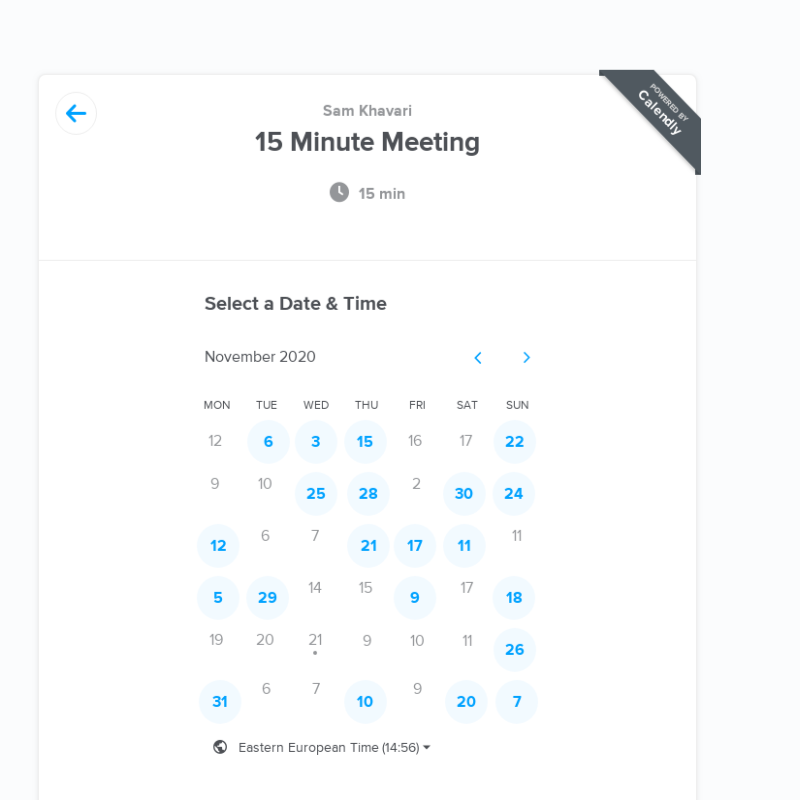 POWERED BY
Calendly
Sam Khavari
15 Minute Meeting
15 min
Select a Date & Time
November 2020
MON TUE WED THU FRI SAT SUN
12 6 3 15 16 17 22
9 10 25 28 2 30 24
12 6 7 21 17 11 11
5 29 14 15 9 17 18
19 20 21 9 10 11 26
31 6 7 10 9 20 7
Eastern European Time (14:56)